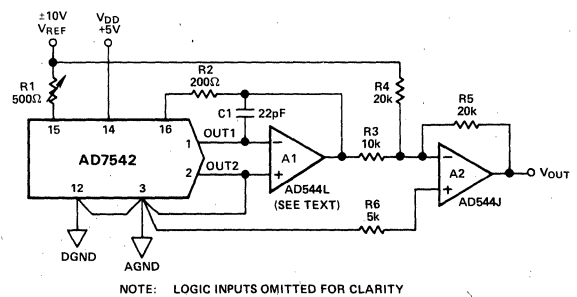 ±10V
VREF
VDD
+5V
R1
500Ω
R2
200Ω
R4
20k
R5
20k
C1 22pF
R3
10k
15 14 16
OUT1
1
AD7542
OUT2
2
12 3
A1
AD544L
(SEE TEXT)
A2
AD544J
VOUT
R6
5k
DGND
AGND
NOTE: LOGIC INPUTS OMITTED FOR CLARITY